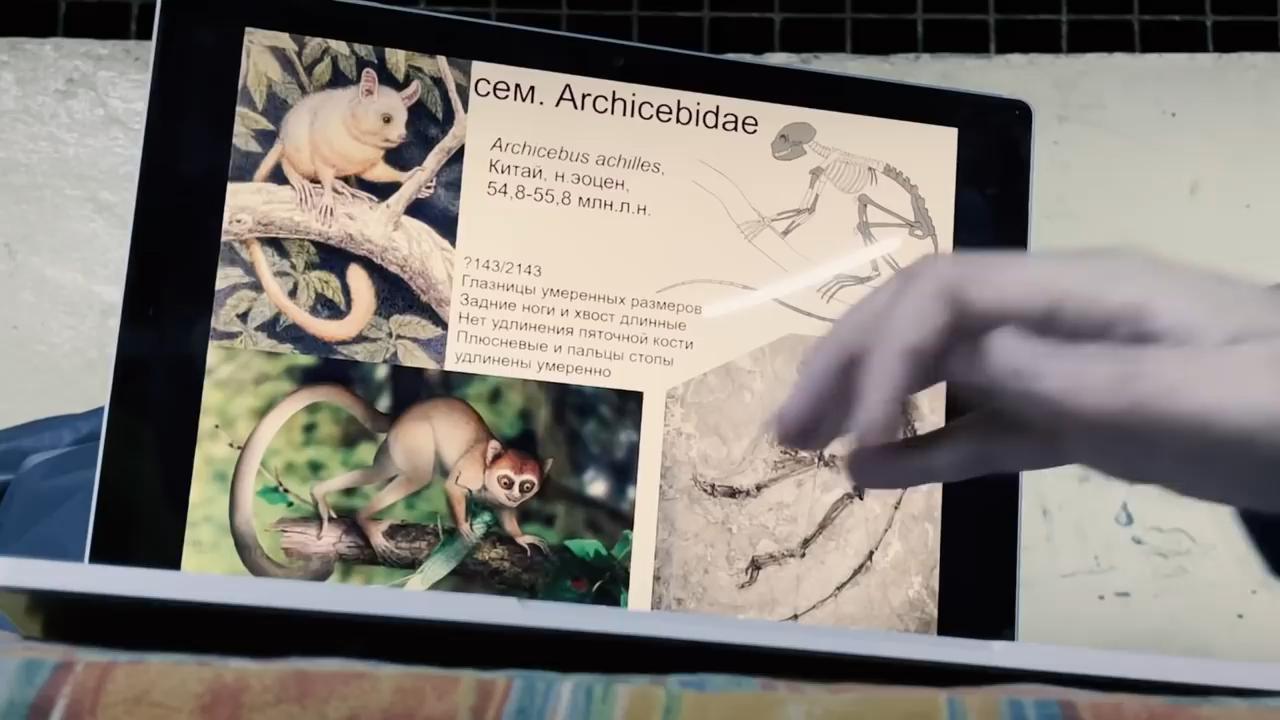 сем. Archicebidae
Archicebus achilles,
Китай, н.эоцен,
54,8-55,8 млн.л.н.
?143/2143
Глазницы умеренных размеров
Задние ноги и хвост длинные
Нет удлинения пяточной кости
Плюсневые и пальцы стопы
удлинены умеренно